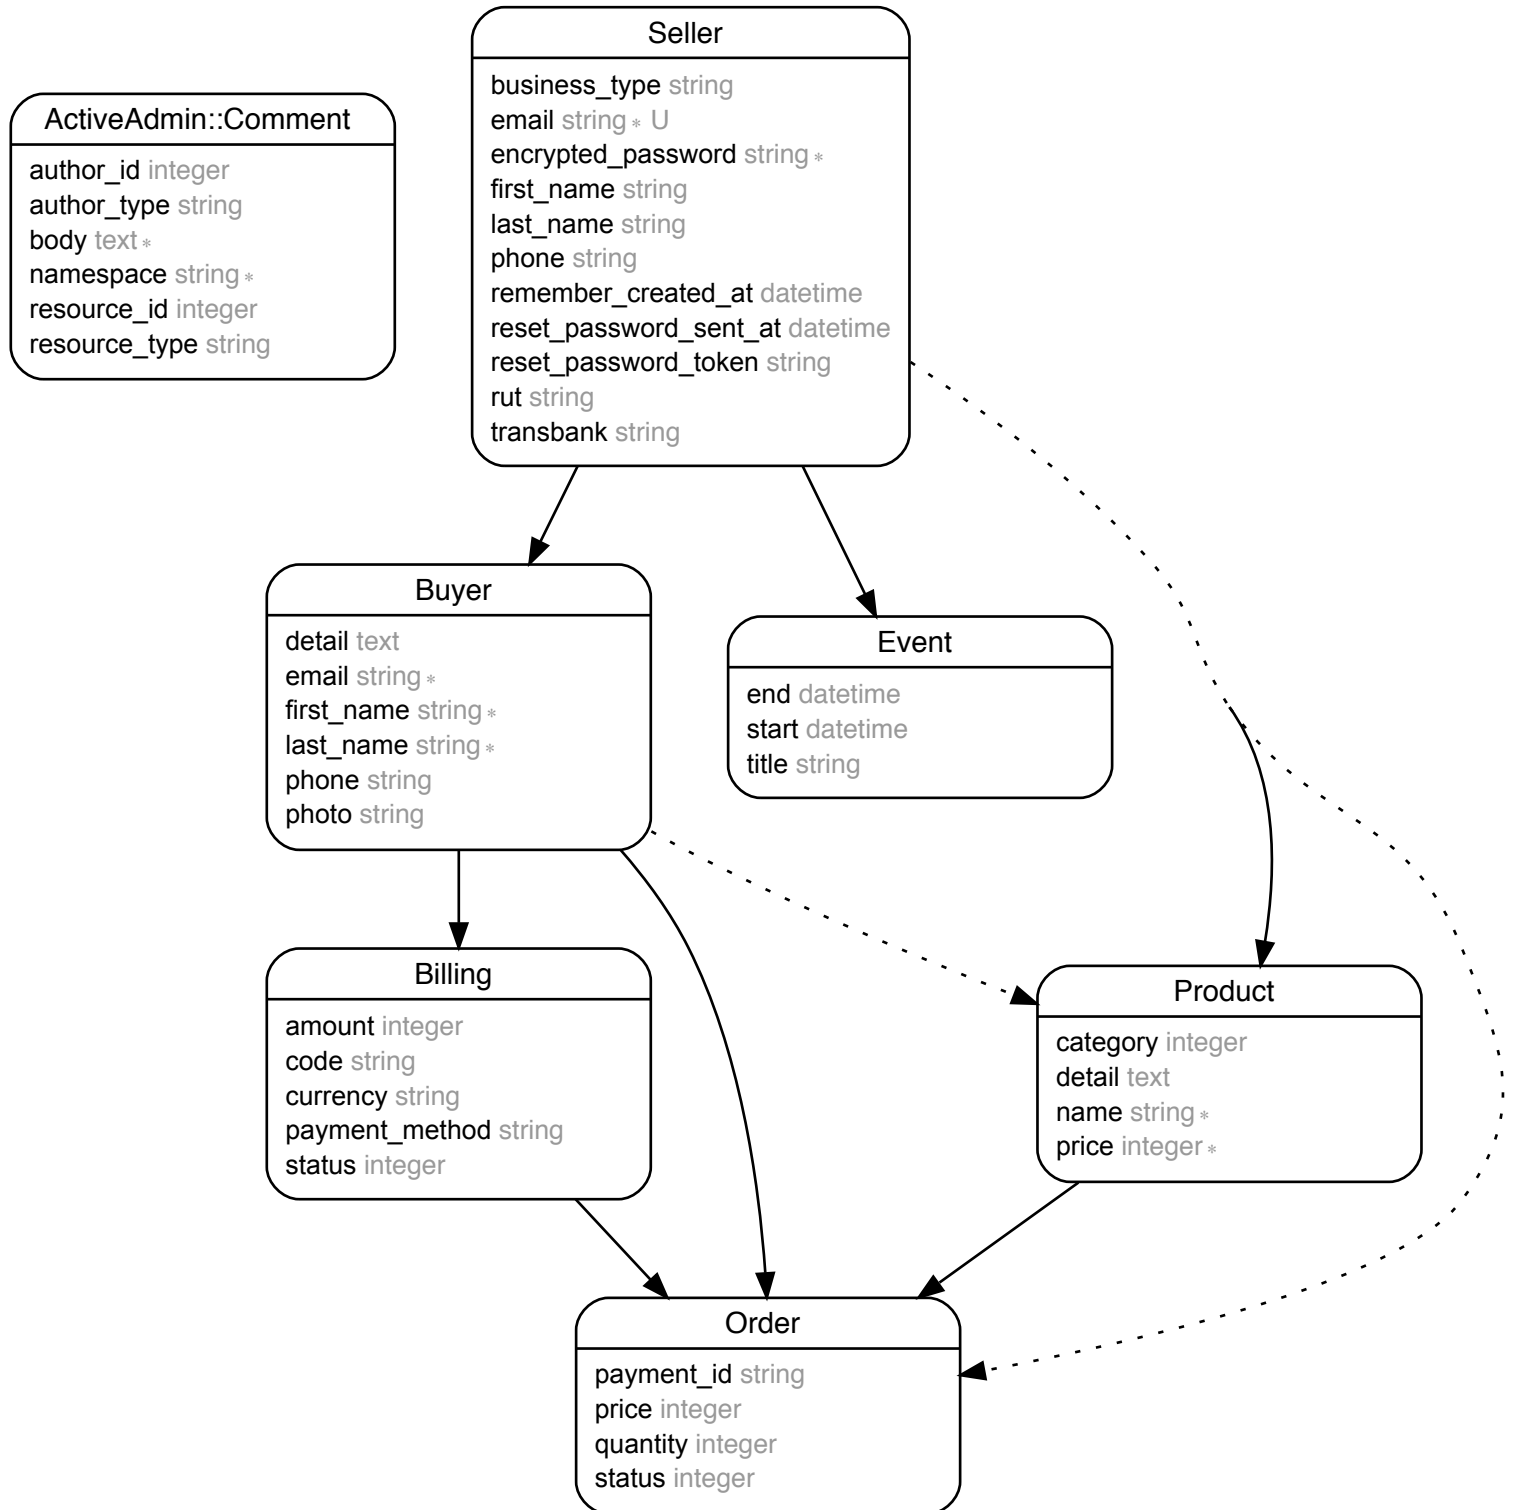 Seller
business_type string
email string* U
encrypted_password string*
first_name string
last_name string
phone string
remember_created_at datetime
reset_password_sent_at datetime
reset_password_token string
rut string
transbank string
ActiveAdmin::Comment
author_id integer
author_type string
body text*
namespace string*
resource_id integer
resource_type string
Buyer
detail text
email string*
first_name string*
last_name string*
phone string
photo string
Event
end datetime
start datetime
title string
Billing
amount integer
code string
currency string
payment_method string
status integer
Product
category integer
detail text
name string*
price integer*
Order
payment_id string
price integer
quantity integer
status integer